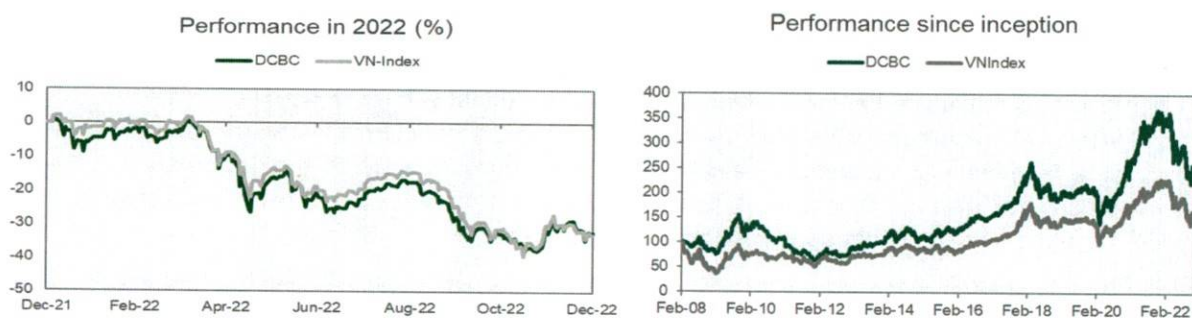 Performance in 2022 (%)
DCBC VN-Index
10
0
-10
-20
-30
-40
-50
Dec-21 Feb-22 Apr-22 Jun-22 Aug-22 Oct-22 Dec-22
Performance since inception
DCBC VNIndex
400
350
300
250
200
150
100
50
0
Feb-08 Feb-10 Feb-12 Feb-14 Feb-16 Feb-18 Feb-20 Feb-22